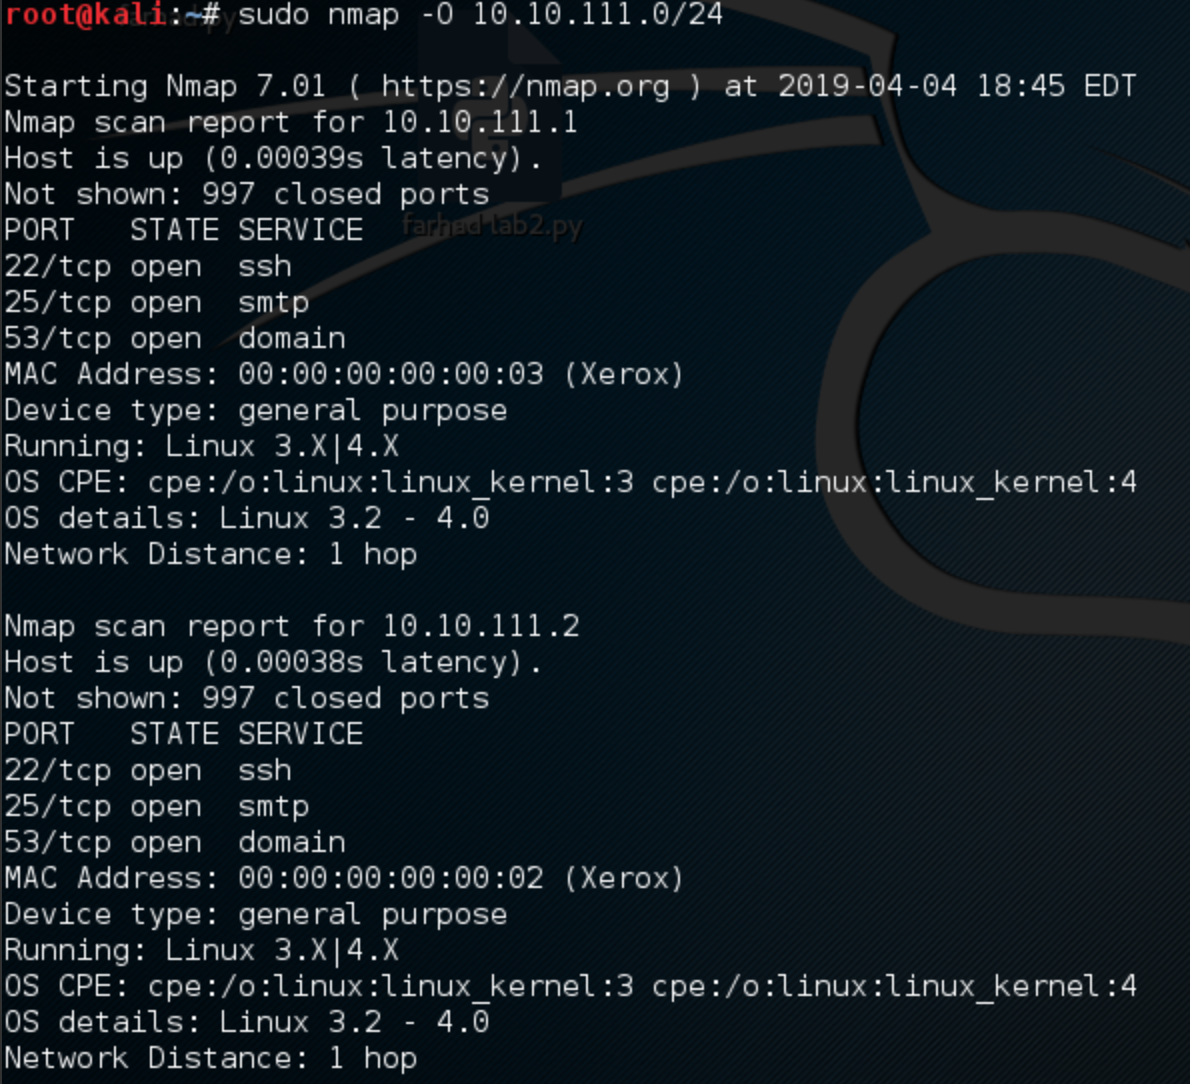 root@kali:~# sudo nmap -O 10.10.111.0/24
Starting Nmap 7.01 ( https://nmap.org ) at 2019-04-04 18:45 EDT
Nmap scan report for 10.10.111.1
Host is up (0.00039s latency).
Not shown: 997 closed ports
PORT   STATE SERVICE
farhad lab2.py
22/tcp open  ssh
25/tcp open  smtp
53/tcp open  domain
MAC Address: 00:00:00:00:00:03 (Xerox)
Device type: general purpose
Running: Linux 3.X|4.X
OS CPE: cpe:/o:linux:linux_kernel:3 cpe:/o:linux:linux_kernel:4
OS details: Linux 3.2 - 4.0
Network Distance: 1 hop
Nmap scan report for 10.10.111.2
Host is up (0.00038s latency).
Not shown: 997 closed ports
PORT   STATE SERVICE
22/tcp open  ssh
25/tcp open  smtp
53/tcp open  domain
MAC Address: 00:00:00:00:00:02 (Xerox)
Device type: general purpose
Running: Linux 3.X|4.X
OS CPE: cpe:/o:linux:linux_kernel:3 cpe:/o:linux:linux_kernel:4
OS details: Linux 3.2 - 4.0
Network Distance: 1 hop